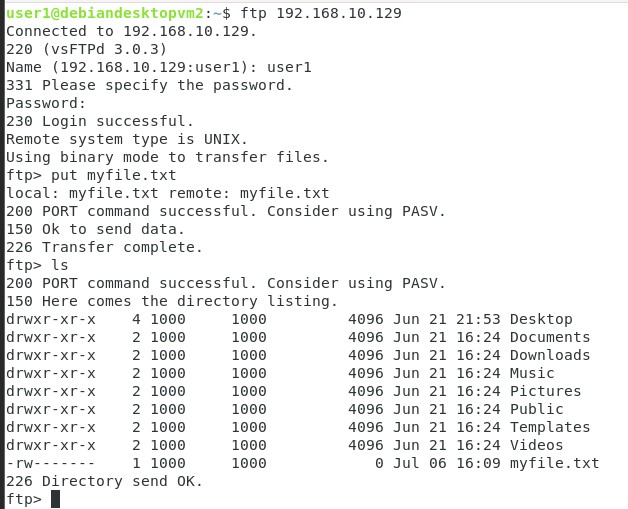 user1@debiandesktopvm2:~$ ftp 192.168.10.129
Connected to 192.168.10.129.
220 (vsFTPd 3.0.3)
Name (192.168.10.129:user1): user1
331 Please specify the password.
Password:
230 Login successful.
Remote system type is UNIX.
Using binary mode to transfer files.
ftp> put myfile.txt
local: myfile.txt remote: myfile.txt
200 PORT command successful. Consider using PASV.
150 Ok to send data.
226 Transfer complete.
ftp> ls
200 PORT command successful. Consider using PASV.
150 Here comes the directory listing.
drwxr-xr-x    4 1000     1000         4096 Jun 21 21:53 Desktop
drwxr-xr-x    2 1000     1000         4096 Jun 21 16:24 Documents
drwxr-xr-x    2 1000     1000         4096 Jun 21 16:24 Downloads
drwxr-xr-x    2 1000     1000         4096 Jun 21 16:24 Music
drwxr-xr-x    2 1000     1000         4096 Jun 21 16:24 Pictures
drwxr-xr-x    2 1000     1000         4096 Jun 21 16:24 Public
drwxr-xr-x    2 1000     1000         4096 Jun 21 16:24 Templates
drwxr-xr-x    2 1000     1000         4096 Jun 21 16:24 Videos
-rw-------    1 1000     1000            0 Jul 06 16:09 myfile.txt
226 Directory send OK.
ftp>